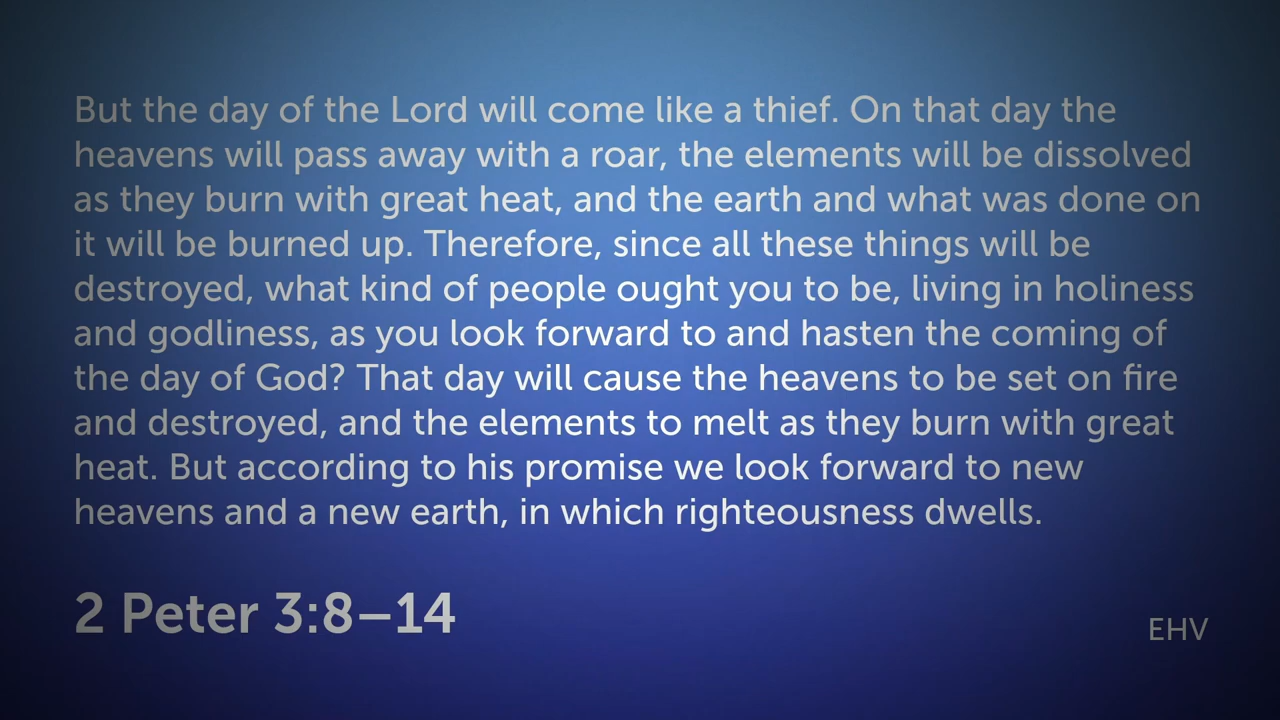 But the day of the Lord will come like a thief. On that day the
heavens will pass away with a roar, the elements will be dissolved
as they burn with great heat, and the earth and what was done on
it will be burned up. Therefore, since all these things will be
destroyed, what kind of people ought you to be, living in holiness
and godliness, as you look forward to and hasten the coming of
the day of God? That day will cause the heavens to be set on fire
and destroyed, and the elements to melt as they burn with great
heat. But according to his promise we look forward to new
heavens and a new earth, in which righteousness dwells.
2 Peter 3:8–14
EHV